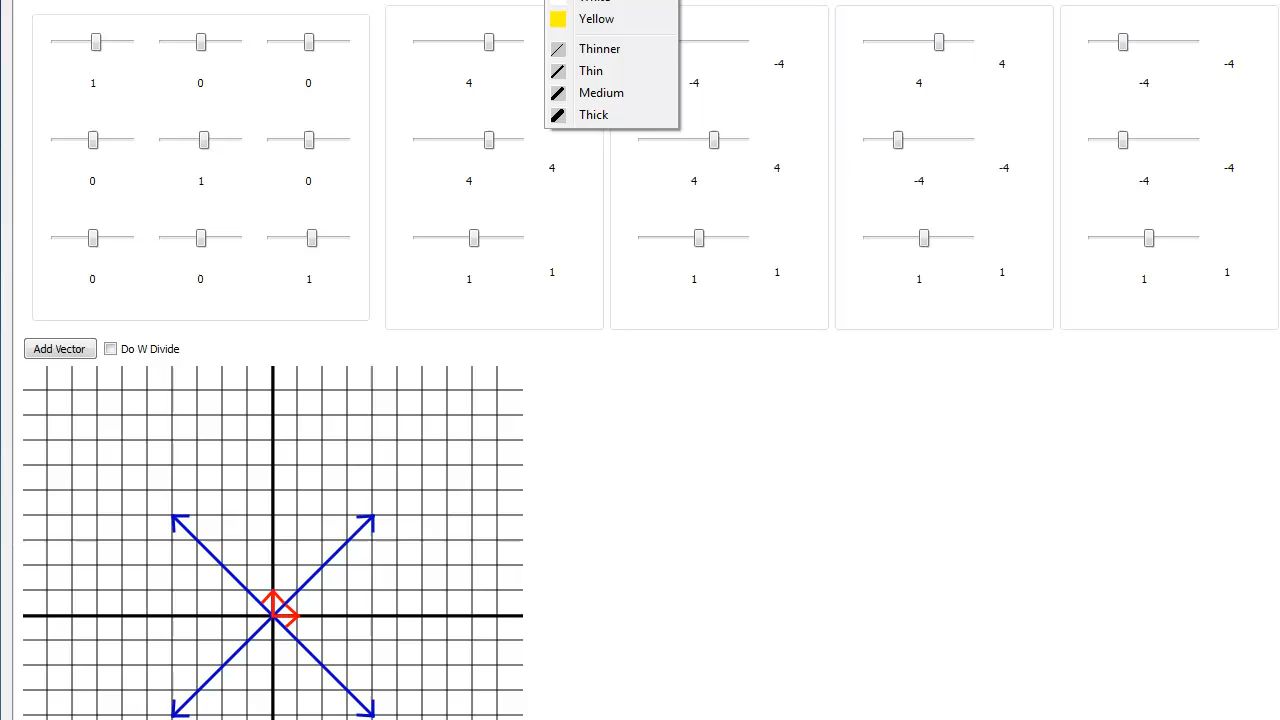 White
Yellow
Thinner
Thin
Medium
Thick
1 0 0
0 1 0
0 0 1
4
4 4
1 1
-4 -4
4 4
1 1
4 4
-4 -4
1 1
-4 -4
-4 -4
1 1
Add Vector
Do W Divide